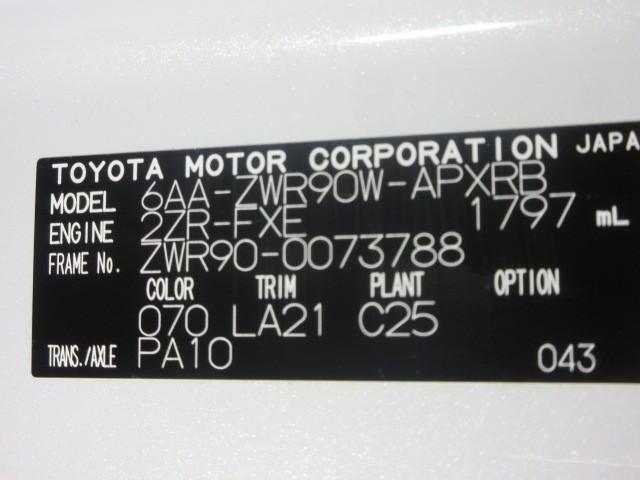 TOYOTA MOTOR CORPORATION JAPA
MODEL 6AA-ZWR90W-APXRB
ENGINE 2ZR-FXE 1797 mL
FRAME No. ZWR90-0073788
COLOR TRIM PLANT OPTION
070 LA21 C25
TRANS./AXLE PA10 043